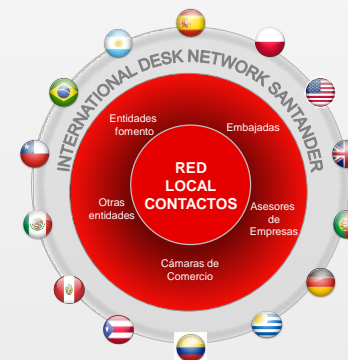 INTERNATIONAL DESK NETWORK SANTANDER
Entidades
fomento
Embajadas
RED
LOCAL
CONTACTOS
Otras
entidades
Asesores
de
Empresas
Cámaras de
Comercio